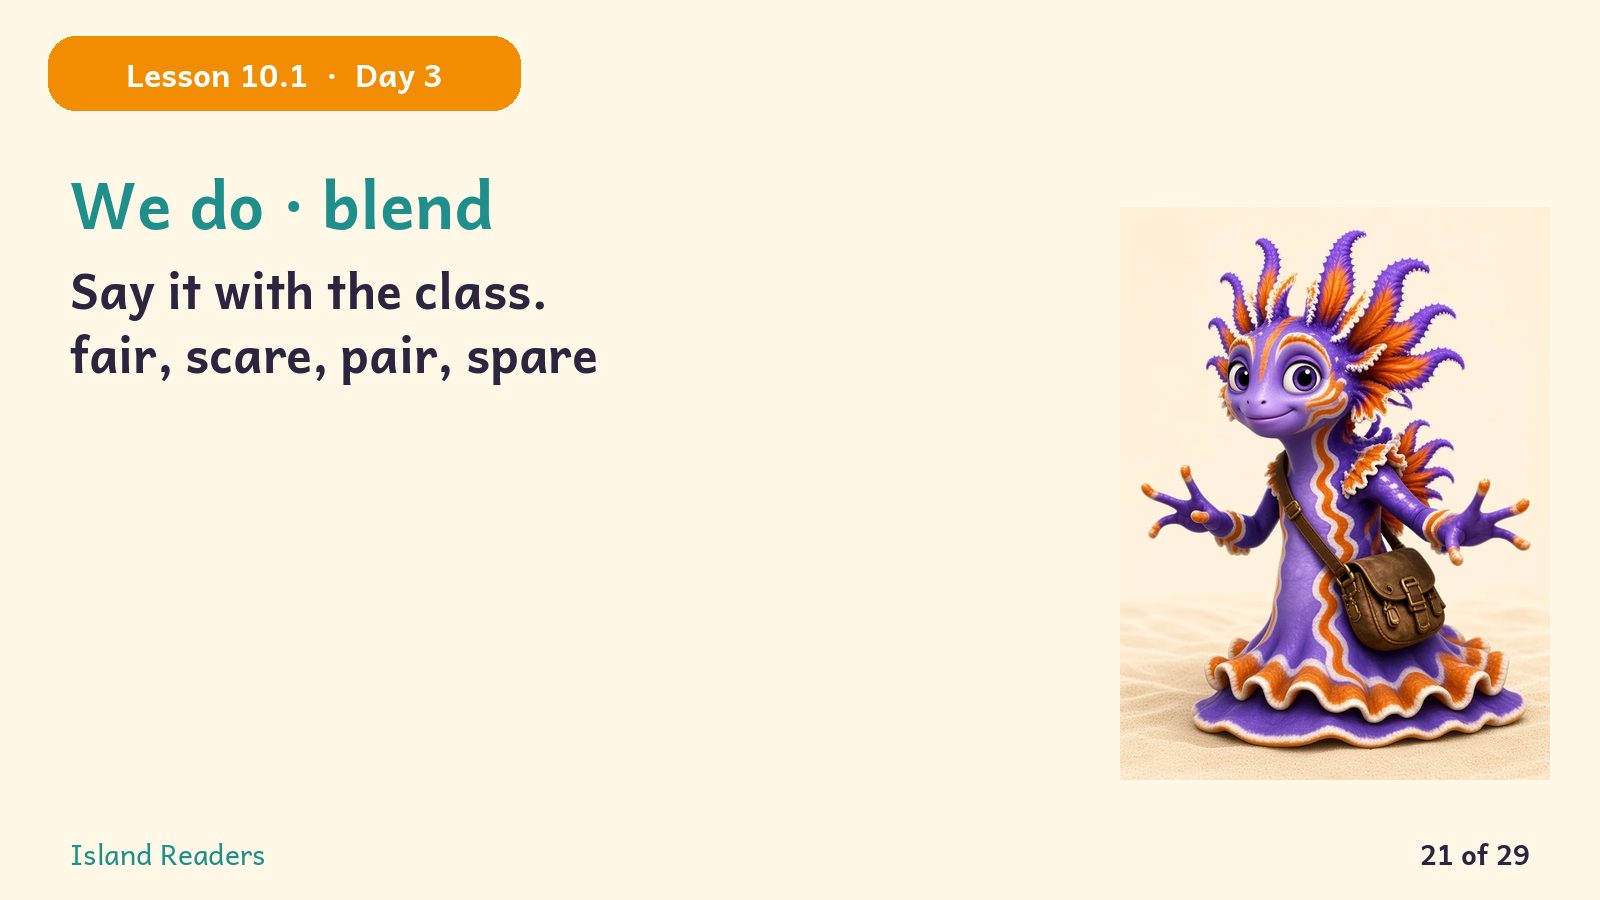 Lesson 10.1 · Day 3
We do · blend
Say it with the class.
fair, scare, pair, spare
Island Readers
21 of 29